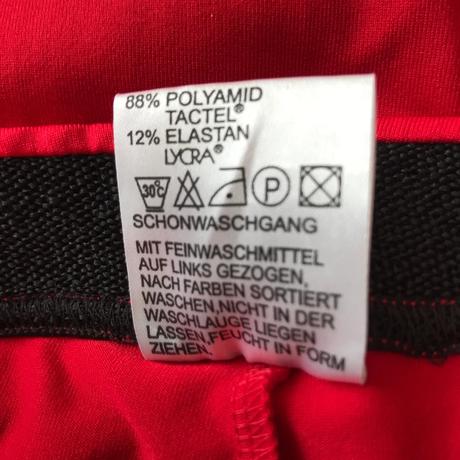 88% POLYAMID
TACTEL®
12% ELASTAN
LYCRA®
30°C P
SCHONWASCHGANG
MIT FEINWASCHMITTEL
AUF LINKS GEZOGEN,
NACH FARBEN SORTIERT
WASCHEN,NICHT IN DER
WASCHLAUGE LIEGEN
LASSEN,FEUCHT IN FORM
ZIEHEN.